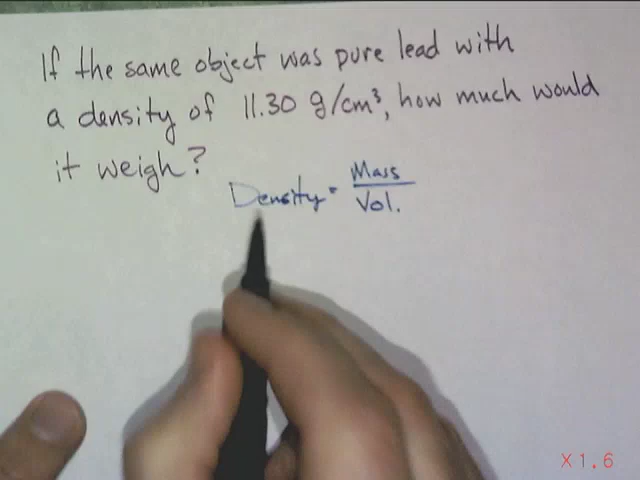 If the same object was pure lead with
a density of 11.30 g/cm³, how much would
it weigh?
Density = Mass
Vol.
X1.6